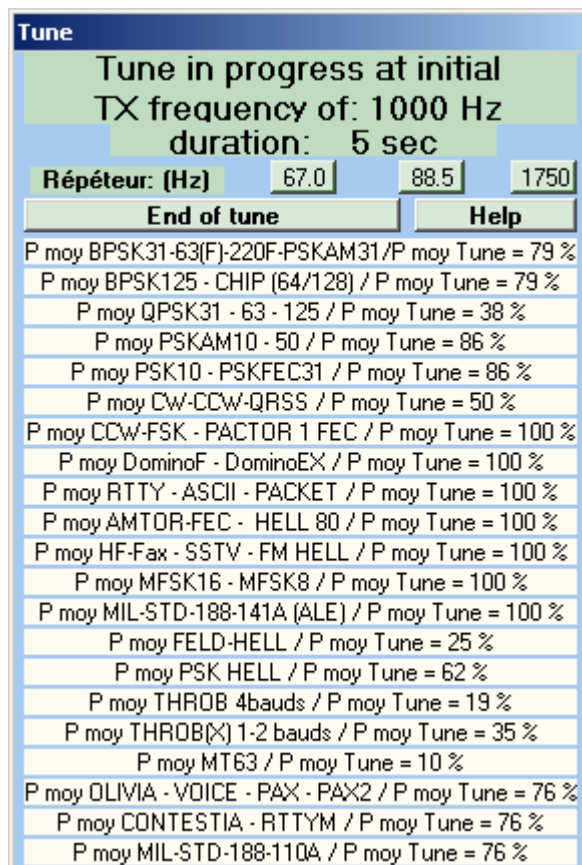 Tune
Tune in progress at initial
TX frequency of: 1000 Hz
duration: 5 sec
Répéteur: (Hz) 67.0 88.5 1750
End of tune Help
P moy BPSK31-63(F)-220F-PSKAM31/P moy Tune = 79 %
P moy BPSK125 - CHIP (64/128) / P moy Tune = 79 %
P moy QPSK31 - 63 - 125 / P moy Tune = 38 %
P moy PSKAM10 - 50 / P moy Tune = 86 %
P moy PSK10 - PSKFEC31 / P moy Tune = 86 %
P moy CW-CCW-QRSS / P moy Tune = 50 %
P moy CCW-FSK - PACTOR 1 FEC / P moy Tune = 100 %
P moy DominoF - DominoEX / P moy Tune = 100 %
P moy RTTY - ASCII - PACKET / P moy Tune = 100 %
P moy AMTOR-FEC - HELL 80 / P moy Tune = 100 %
P moy HF-Fax - SSTV - FM HELL / P moy Tune = 100 %
P moy MFSK16 - MFSK8 / P moy Tune = 100 %
P moy MIL-STD-188-141A (ALE) / P moy Tune = 100 %
P moy FELD-HELL / P moy Tune = 25 %
P moy PSK HELL / P moy Tune = 62 %
P moy THROB 4bauds / P moy Tune = 19 %
P moy THROB(X) 1-2 bauds / P moy Tune = 35 %
P moy MT63 / P moy Tune = 10 %
P moy OLIVIA - VOICE - PAX - PAX2 / P moy Tune = 76 %
P moy CONTESTIA - RTTYM / P moy Tune = 76 %
P moy MIL-STD-188-110A / P moy Tune = 76 %